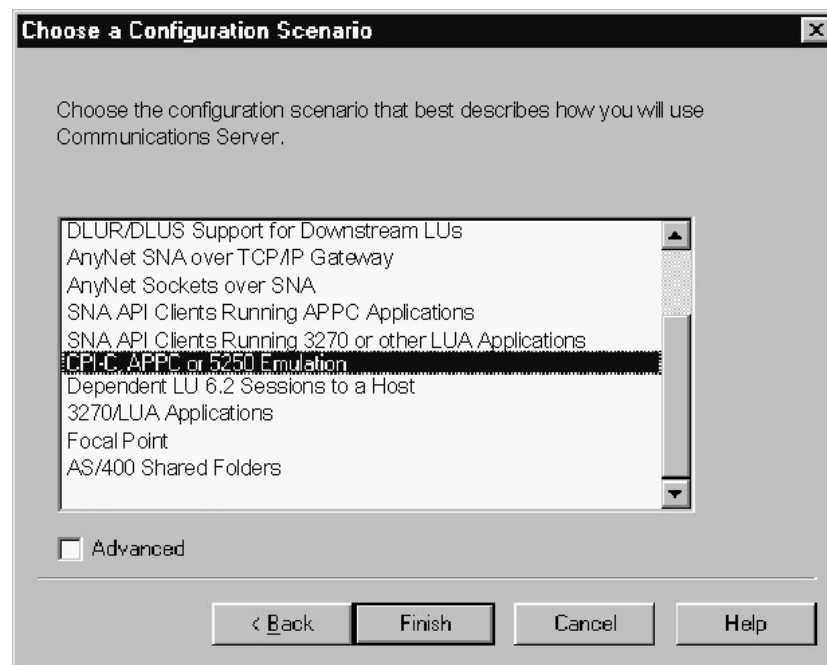 Choose a Configuration Scenario
Choose the configuration scenario that best describes how you will use
Communications Server.
DLUR/DLUS Support for Downstream LUs
AnyNet SNA over TCP/IP Gateway
AnyNet Sockets over SNA
SNA API Clients Running APPC Applications
SNA API Clients Running 3270 or other LUA Applications
CPI-C, APPC or 5250 Emulation
Dependent LU 6.2 Sessions to a Host
3270/LUA Applications
Focal Point
AS/400 Shared Folders
Advanced
< Back Finish Cancel Help